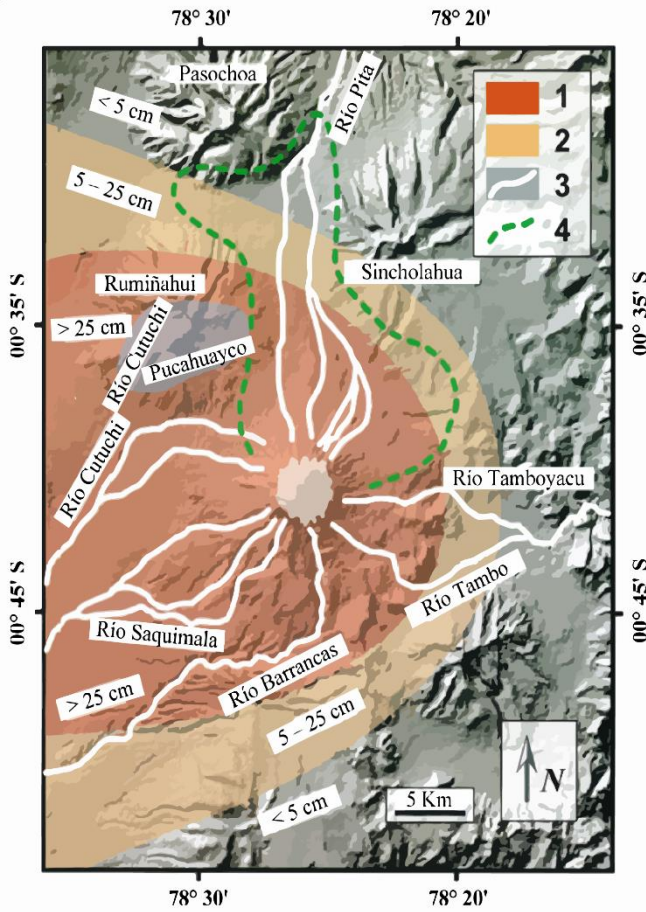 78° 30'
78° 20'
Pasochoa
Río Pita
< 5 cm
1
2
3
4
5 – 25 cm
Sincholahua
Rumiñahui
00° 35' S
00° 35' S
> 25 cm
Río Cutuchi
Pucahuayco
Río Cutuchi
Río Tamboyacu
Río Tambo
00° 45' S
00° 45' S
Río Saquimala
Río Barrancas
> 25 cm
5 – 25 cm
N
5 Km
< 5 cm
78° 30'
78° 20'